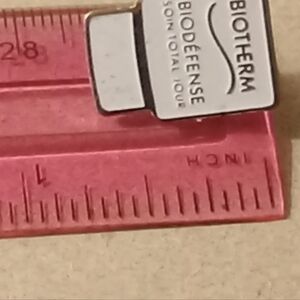 BIOTHERM
BIODÉFENSE
SOIN TOTAL JOUR
28
INCH
1